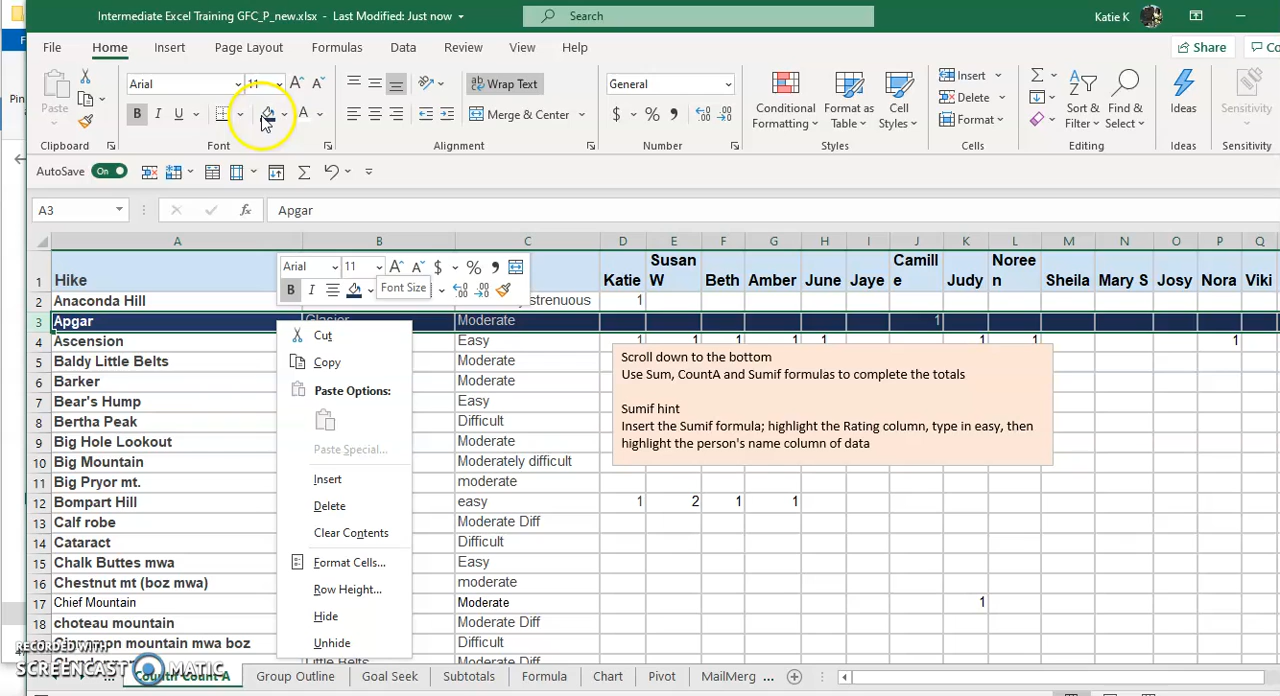 Intermediate Excel Training GFC_P_new.xlsx - Last Modified: Just now
Search
Katie K
File Home Insert Draw Page Layout Formulas Data Review View Help
Share
Co
Pin
Paste
Arial 11
B I U
Wrap Text
Merge & Center
General
$ % 9
Conditional Formatting
Format as Table
Cell Styles
Insert
Delete
Format
Sort & Filter
Find & Select
Ideas
Sensitivity
Clipboard Font Alignment Number Styles Cells Editing Ideas Sensitivity
AutoSave On
A3 fx Apgar
A B C D E F G H I J K L M N O P Q
1 Hike Katie Susan W Beth Amber June Jaye Camille Judy Noreen Sheila Mary S Josy Nora Viki
Arial 11 $ % 9
B I Font Size
2 Anaconda Hill strenuous 1
3 Apgar Glacier Moderate 1
4 Ascension Easy 1 1 1 1 1 1 1 1
5 Baldy Little Belts Moderate
6 Barker Moderate
7 Bear's Hump Easy
8 Bertha Peak Difficult
9 Big Hole Lookout Moderate
10 Big Mountain Moderately difficult
11 Big Pryor mt. moderate
12 Bompart Hill easy 1 2 1 1
13 Calf robe Moderate Diff
14 Cataract Difficult
15 Chalk Buttes mwa Easy
16 Chestnut mt (boz mwa) moderate
17 Chief Mountain Moderate 1
18 choteau mountain Moderate Diff
Cinnamon mountain mwa boz Difficult
Little Belts Moderate
Scroll down to the bottom
Use Sum, CountA and Sumif formulas to complete the totals
Sumif hint
Insert the Sumif formula; highlight the Rating column, type in easy, then
highlight the person's name column of data
Cut
Copy
Paste Options:
Paste Special...
Insert
Delete
Clear Contents
Format Cells...
Row Height...
Hide
Unhide
RECORDED WITH
SCREENCAST MATIC
Countif Count A Group Outline Goal Seek Subtotals Formula Chart Pivot MailMerg ...